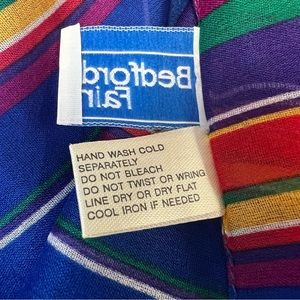 Bedford
Fair
HAND WASH COLD
SEPARATELY
DO NOT BLEACH
DO NOT TWIST OR WRING
LINE DRY OR DRY FLAT
COOL IRON IF NEEDED